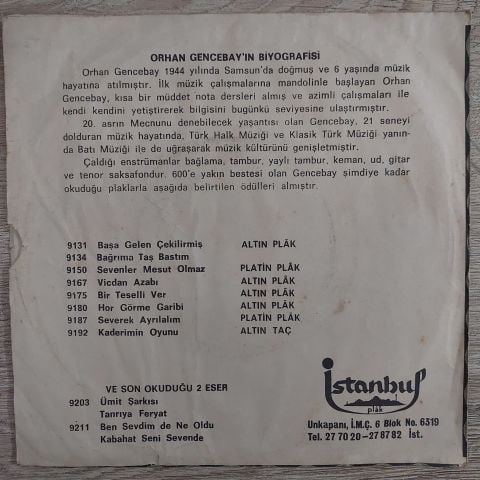 ORHAN GENCEBAY'IN BİYOGRAFİSİ
Orhan Gencebay 1944 yılında Samsun'da doğmuş ve 6 yaşında müzik
hayatına atılmıştır. İlk müzik çalışmalarına mandolinle başlayan Orhan
Gencebay, kısa bir müddet nota dersleri almış ve azimli çalışmaları ile
kendi kendini yetiştirerek bilgisini bugünkü seviyesine ulaştırmıştır.
20. asrın Mecnunu denebilecek yaşantısı olan Gencebay, 21 seneyi
dolduran müzik hayatında, Türk Halk Müziği ve Klasik Türk Müziği yanın-
da Batı Müziği ile de uğraşarak müzik kültürünü genişletmiştir.
Çaldığı enstrümanlar bağlama, tambur, yaylı tambur, keman, ud, gitar
ve tenor saksafondur. 600'e yakın bestesi olan Gencebay şimdiye kadar
okuduğu plaklarla aşağıda belirtilen ödülleri almıştır.
9131 Başa Gelen Çekilirmiş ALTIN PLÂK
9134 Bağrıma Taş Bastım
9150 Sevenler Mesut Olmaz PLATİN PLÂK
9167 Vicdan Azabı ALTIN PLÂK
9175 Bir Teselli Ver ALTIN PLÂK
9180 Hor Görme Garibi ALTIN PLÂK
9187 Severek Ayrılalım PLATİN PLÂK
9192 Kaderimin Oyunu ALTIN TAÇ
VE SON OKUDUĞU 2 ESER
9203 Ümit Şarkısı
Tanrıya Feryat
9211 Ben Sevdim de Ne Oldu
Kabahat Seni Sevende
istanbul
plâk
Unkapanı, İ.M.Ç. 6 Blok No. 6319
Tel. 27 70 20-27 87 82 İst.